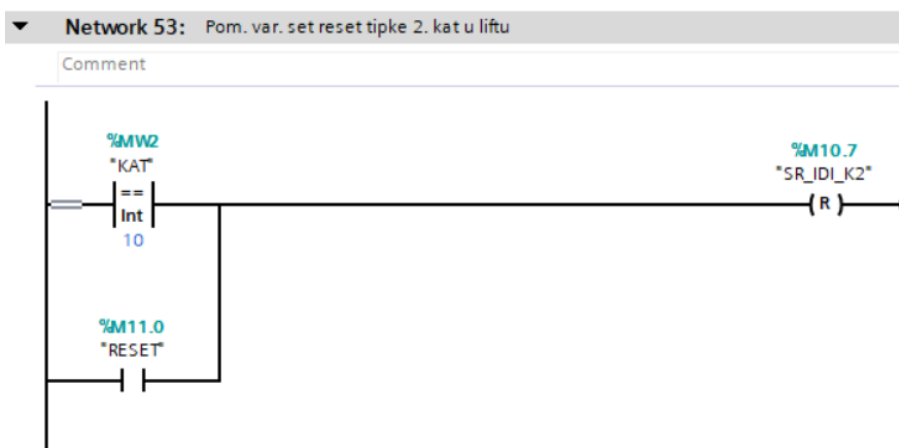 Network 53: Pom. var. set reset tipke 2. kat u liftu
Comment
%MW2
"KAT"
==
Int
10
%M10.7
"SR_IDI_K2"
R
%M11.0
"RESET"